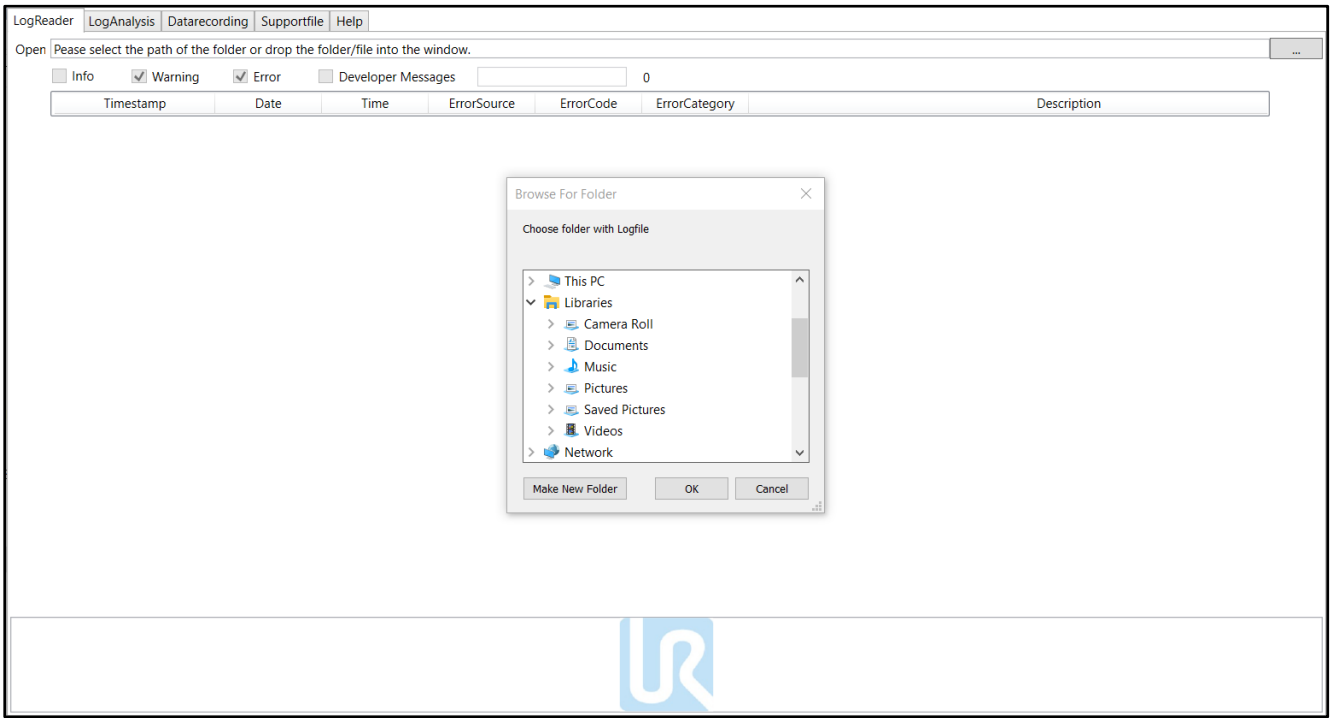 LogReader LogAnalysis Datarecording Supportfile Help
Open Pease select the path of the folder or drop the folder/file into the window. ...
Info Warning Error Developer Messages 0
Timestamp Date Time ErrorSource ErrorCode ErrorCategory Description
Browse For Folder
Choose folder with Logfile
This PC
Libraries
Camera Roll
Documents
Music
Pictures
Saved Pictures
Videos
Network
Make New Folder OK Cancel
UR